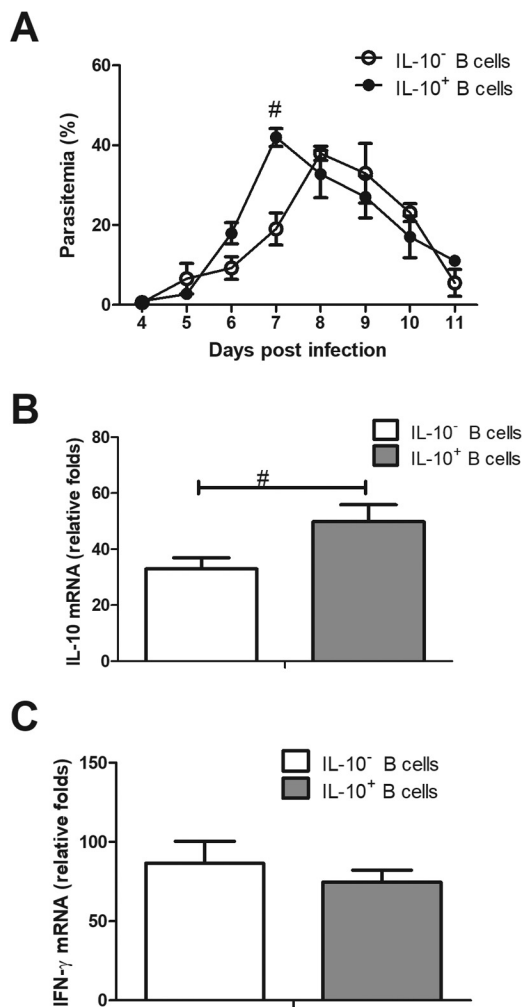 A
IL-10⁻ B cells
IL-10⁺ B cells
60
40
20
0
#
Parasitemia (%)
4 5 6 7 8 9 10 11
Days post infection
B
IL-10⁻ B cells
IL-10⁺ B cells
80
60
40
20
0
#
IL-10 mRNA (relative folds)
C
IL-10⁻ B cells
IL-10⁺ B cells
150
100
50
0
IFN-γ mRNA (relative folds)